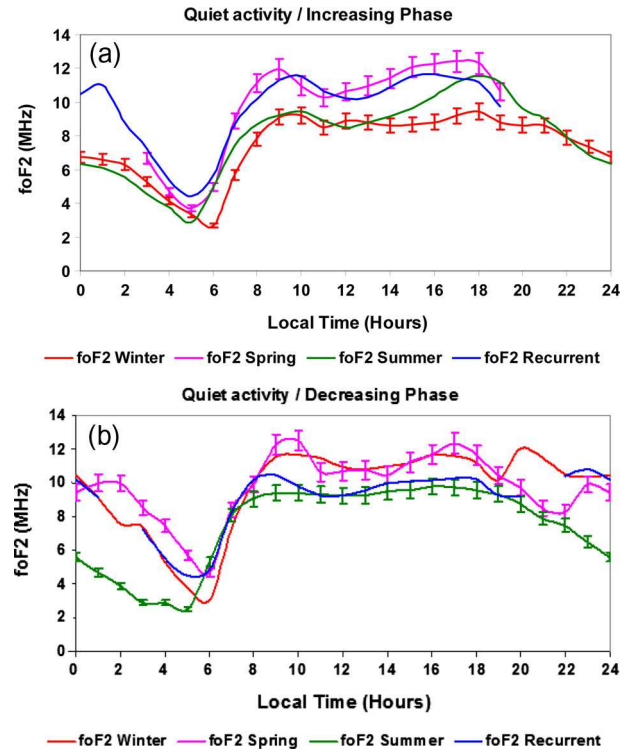 Quiet activity / Increasing Phase
(a)
foF2 (MHz)
14
12
10
8
6
4
2
0
0 2 4 6 8 10 12 14 16 18 20 22 24
Local Time (Hours)
foF2 Winter foF2 Spring foF2 Summer foF2 Recurrent
Quiet activity / Decreasing Phase
(b)
foF2 (MHz)
14
12
10
8
6
4
2
0
0 2 4 6 8 10 12 14 16 18 20 22 24
Local Time (Hours)
foF2 Winter foF2 Spring foF2 Summer foF2 Recurrent